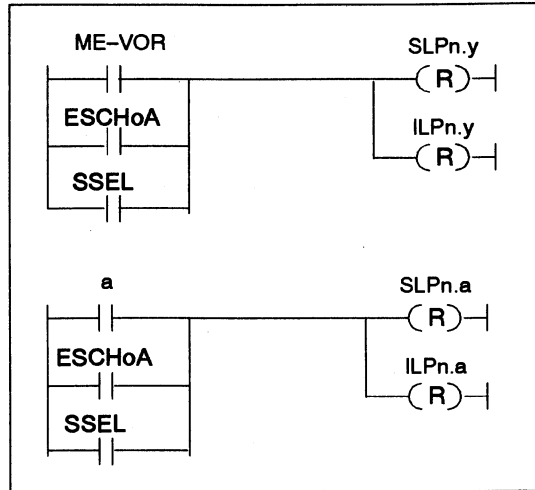 ME–VOR
SLPn.y
( R )
ESCHoA
ILPn.y
( R )
SSEL
a
SLPn.a
( R )
ESCHoA
ILPn.a
( R )
SSEL